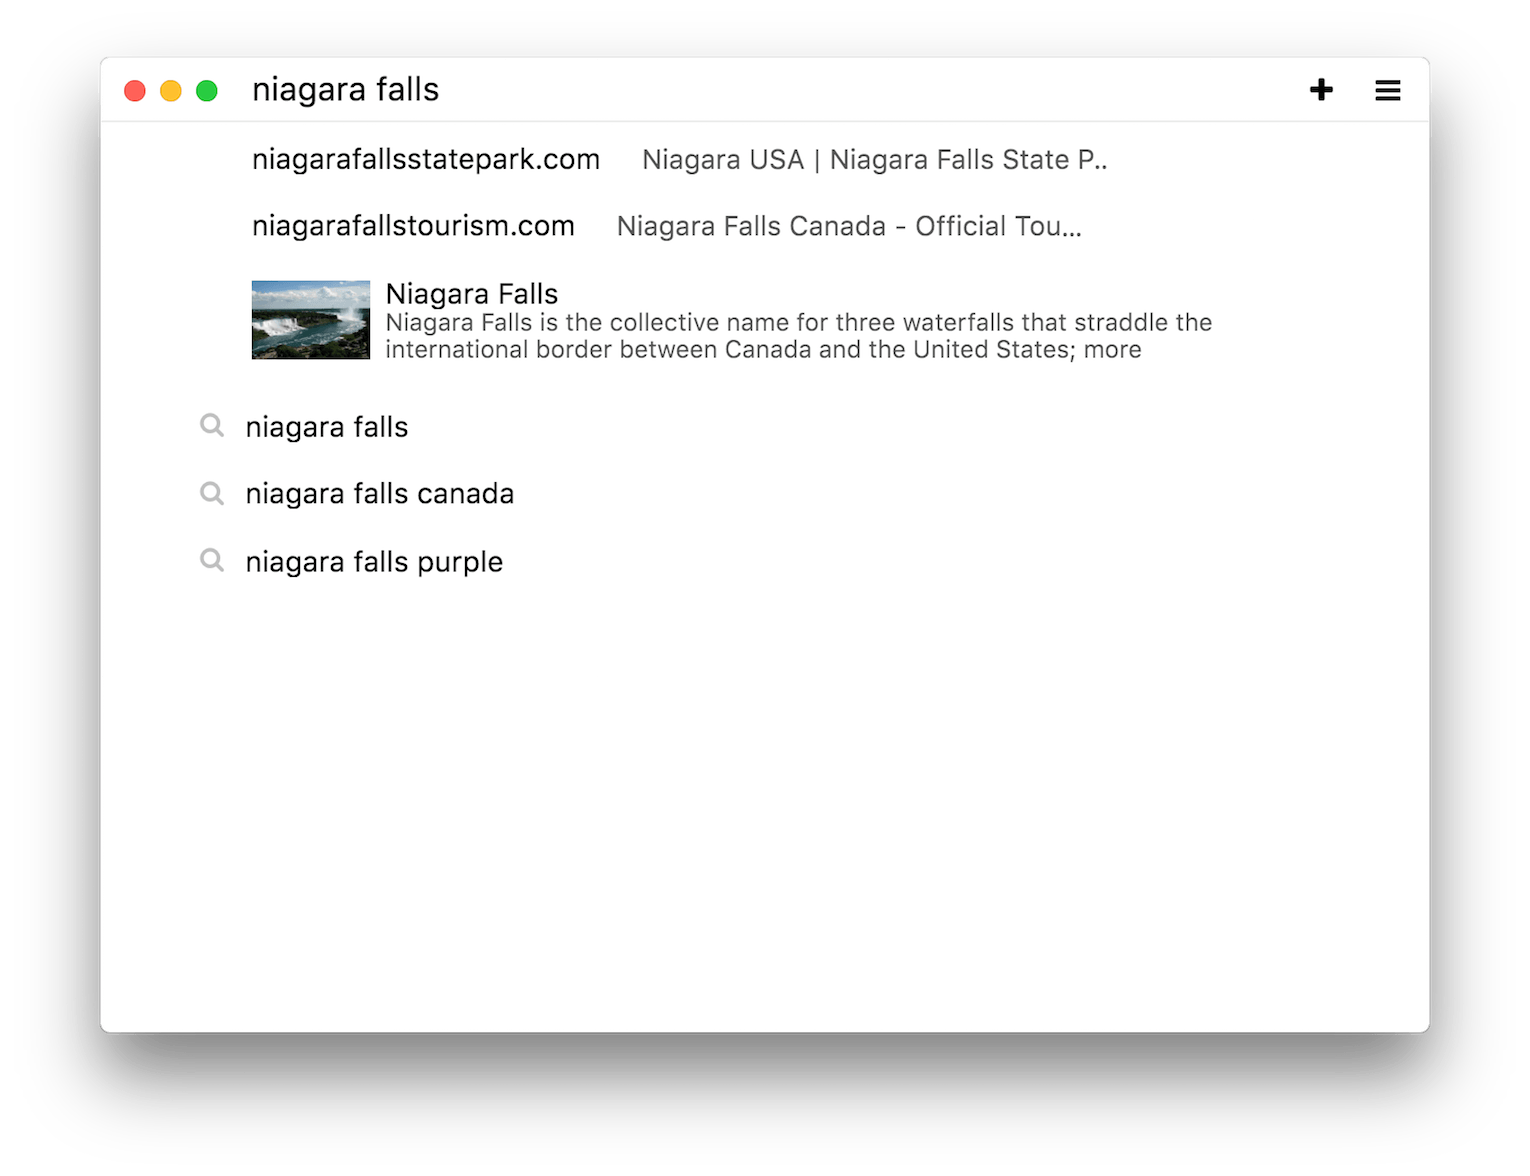 niagara falls
niagarafallsstatepark.com Niagara USA | Niagara Falls State P..
niagarafallstourism.com Niagara Falls Canada - Official Tou...
Niagara Falls
Niagara Falls is the collective name for three waterfalls that straddle the
international border between Canada and the United States; more
niagara falls
niagara falls canada
niagara falls purple